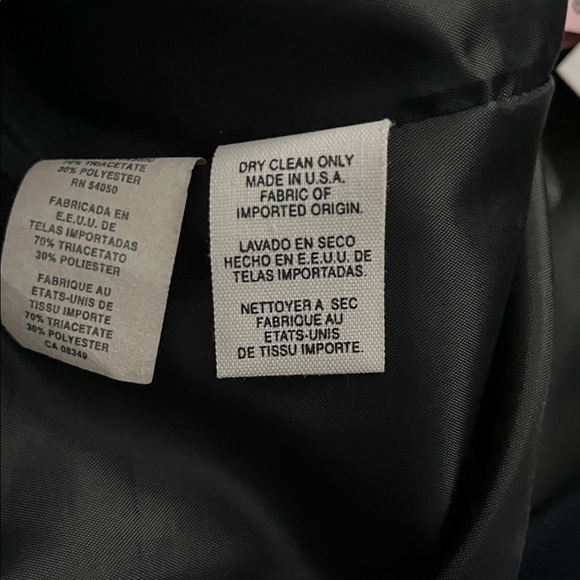 70% TRIACETATE
30% POLYESTER
RN 54050
FABRICADA EN
E.E.U.U. DE
TELAS IMPORTADAS
70% TRIACETATO
30% POLIESTER
FABRIQUE AU
ETATS-UNIS DE
TISSU IMPORTE
70% TRIACETATE
30% POLYESTER
CA 08349
DRY CLEAN ONLY
MADE IN U.S.A.
FABRIC OF
IMPORTED ORIGIN.
LAVADO EN SECO
HECHO EN E.E.U.U. DE
TELAS IMPORTADAS.
NETTOYER A SEC
FABRIQUE AU
ETATS-UNIS
DE TISSU IMPORTE.